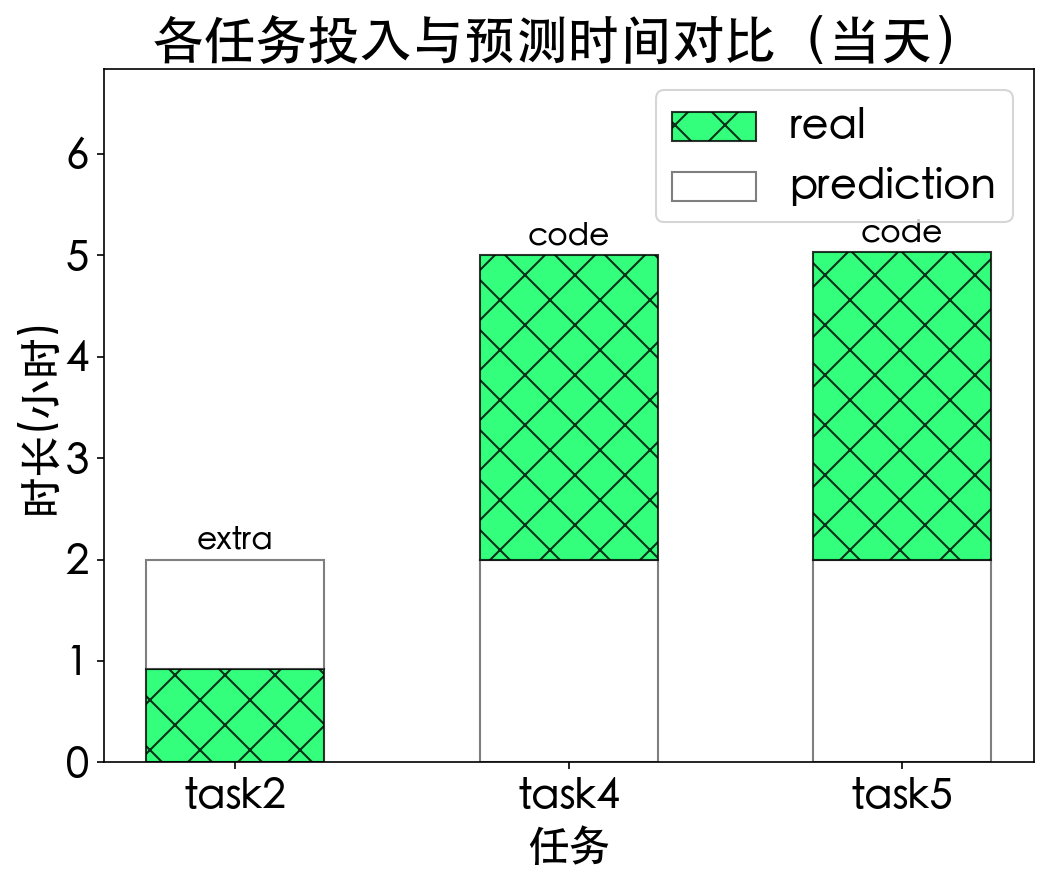 各任务投入与预测时间对比（当天）
real
prediction
code
code
extra
时长(小时)
6
5
4
3
2
1
0
task2
task4
task5
任务